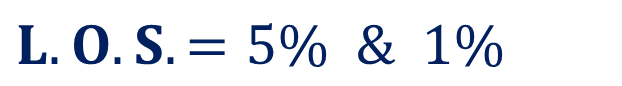 L. O. S. = 5% & 1%